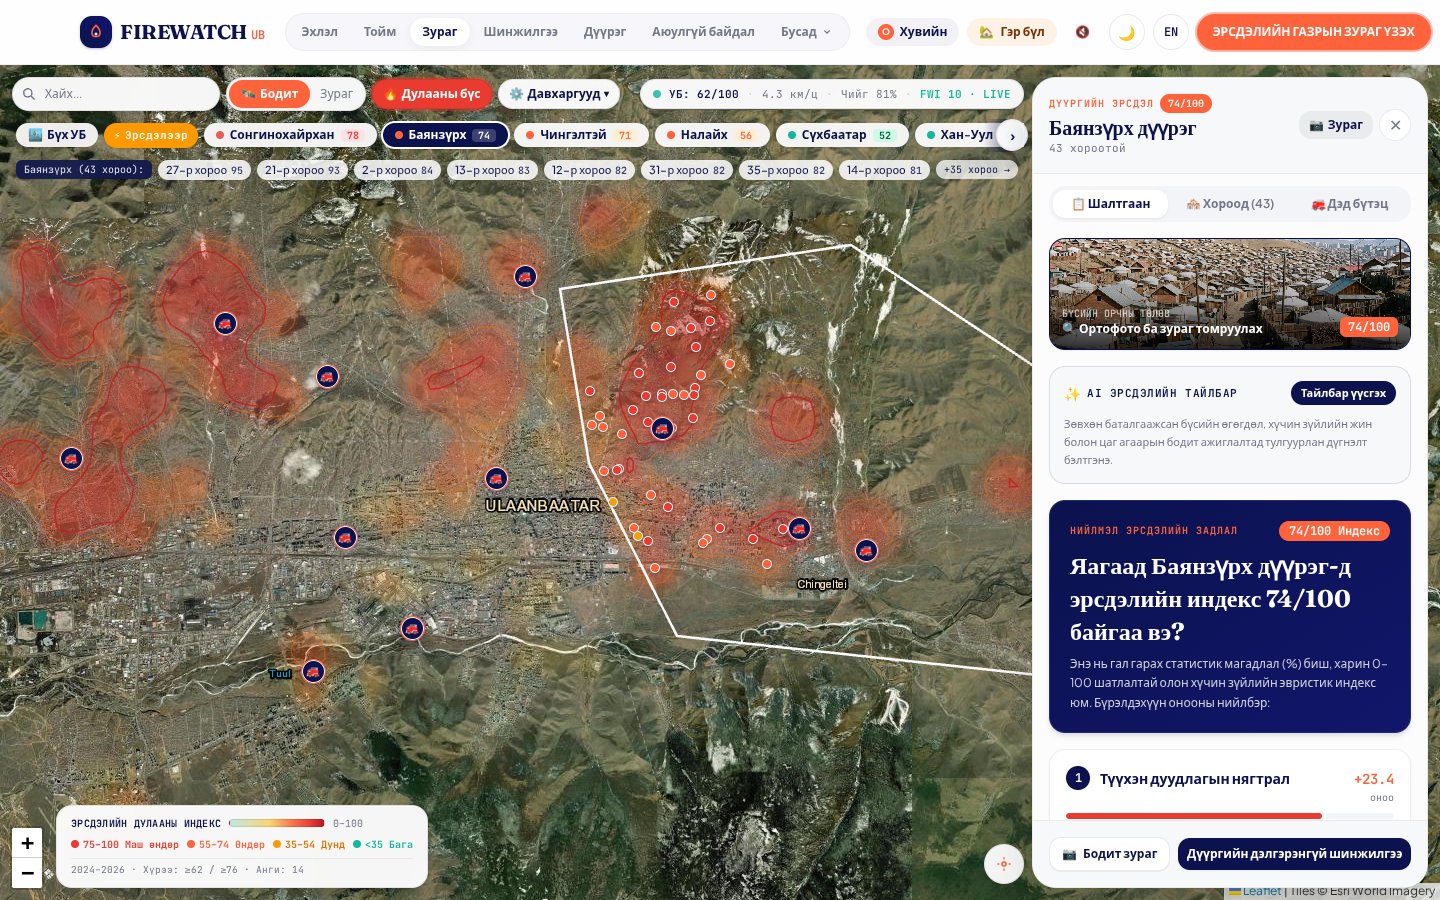 FIREWATCH UB
Эхлэл
Тойм
Зураг
Шинжилгээ
Дүүрэг
Аюулгүй байдал
Бусад
Хувийн
Гэр бүл
EN
ЭРСДЭЛИЙН ГАЗРЫН ЗУРАГ ҮЗЭХ
Хайх...
Бодит
Зураг
Дулааны бүс
Давхаргууд ▾
УБ: 62/100 · 4.3 км/ц · Чийг 81% · FWI 10 · LIVE
Бүх УБ
⚡ Эрсдэлээр
Сонгинохайрхан 78
Баянзүрх 74
Чингэлтэй 71
Налайх 56
Сүхбаатар 52
Хан-Уул
›
Баянзүрх (43 хороо):
27-р хороо 95
21-р хороо 93
2-р хороо 84
13-р хороо 83
12-р хороо 82
31-р хороо 82
35-р хороо 82
14-р хороо 81
+35 хороо →
ULAANBAATAR
Chingeltei
Tuul
ДҮҮРГИЙН ЭРСДЭЛ 74/100
Баянзүрх дүүрэг
43 хороотой
Зураг
✕
Шалтгаан
Хороод (43)
Дэд бүтэц
БҮСИЙН ОРЧНЫ ТӨЛӨВ
Ортофото ба зураг томруулах
74/100
AI ЭРСДЭЛИЙН ТАЙЛБАР
Тайлбар үүсгэх
Зөвхөн баталгаажсан бүсийн өгөгдөл, хүчин зүйлийн жин
болон цаг агаарын бодит ажиглалтад тулгуурлан дүгнэлт
бэлтгэнэ.
НИЙЛМЭЛ ЭРСДЭЛИЙН ЗАДЛАЛ
74/100 Индекс
Яагаад Баянзүрх дүүрэг-д
эрсдэлийн индекс 74/100
байгаа вэ?
Энэ нь гал гарах статистик магадлал (%) биш, харин 0-
100 шаталтай олон хүчин зүйлийн эвристик индекс
юм. Бүрэлдэхүүн онооны нийлбэр:
1
Түүхэн дуудлагын нягтрал
+23.4
оноо
Бодит зураг
Дүүргийн дэлгэрэнгүй шинжилгээ
+
−
ЭРСДЭЛИЙН ДУЛААНЫ ИНДЕКС 0-100
75-100 Маш өндөр
55-74 Өндөр
35-54 Дунд
<35 Бага
2024-2026 · Хүрээ: ≥62 / ≥76 · Анги: 14
Leaflet | Tiles © Esri World Imagery